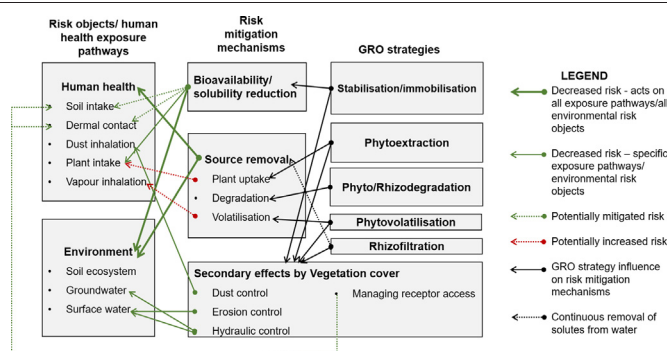 Risk objects/ human
health exposure
pathways
Risk
mitigation
mechanisms
GRO strategies
Human health
• Soil intake
• Dermal contact
• Dust inhalation
• Plant intake
• Vapour inhalation
Environment
• Soil ecosystem
• Groundwater
• Surface water
Bioavailability/
solubility reduction
Source removal
• Plant uptake
• Degradation
• Volatilisation
Stabilisation/immobilisation
Phytoextraction
Phyto/Rhizodegradation
Phytovolatilisation
Rhizofiltration
Secondary effects by Vegetation cover
Dust control
Erosion control
Hydraulic control
• Managing receptor access
LEGEND
Decreased risk - acts on
all exposure pathways/all
environmental risk
objects
Decreased risk – specific
exposure pathways/
environmental risk
objects
Potentially mitigated risk
Potentially increased risk
GRO strategy influence
on risk mitigation
mechanisms
Continuous removal of
solutes from water